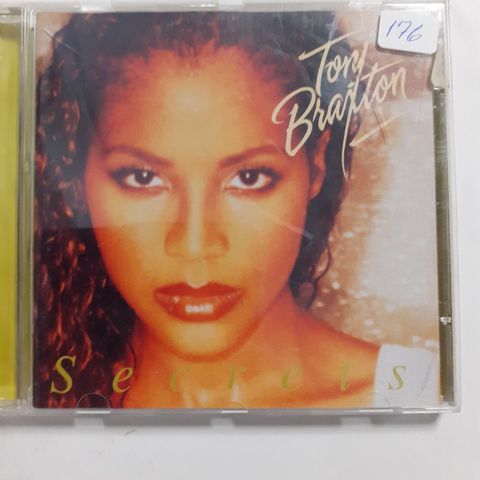 176
Toni
Braxton
Secrets